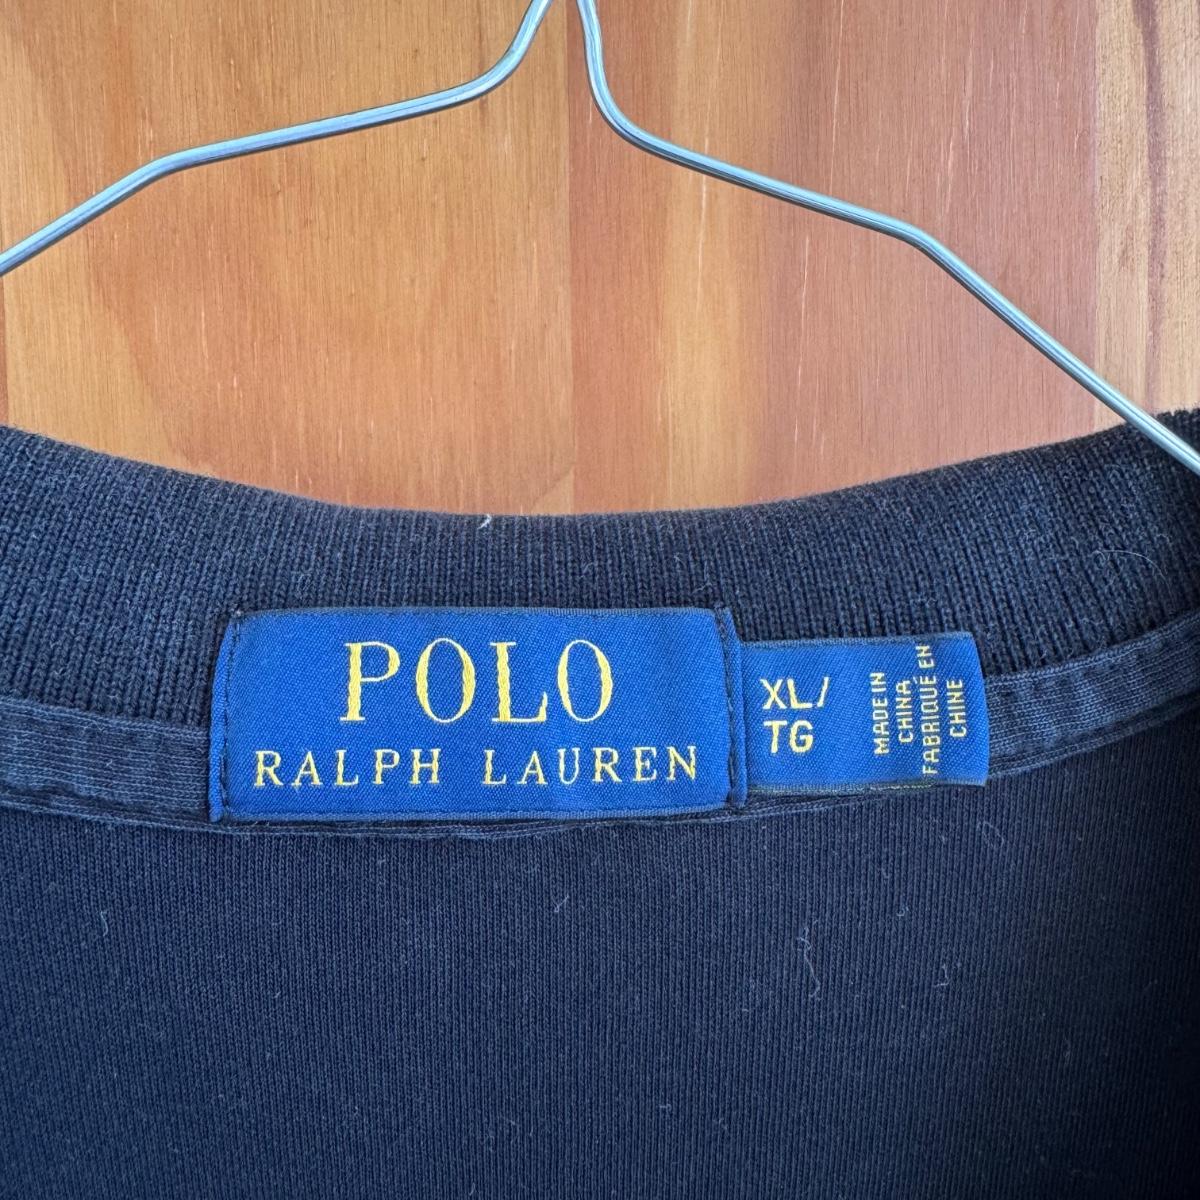 POLO
RALPH LAUREN
XL/
TG
MADE IN
CHINA
FABRIQUÉ EN
CHINE